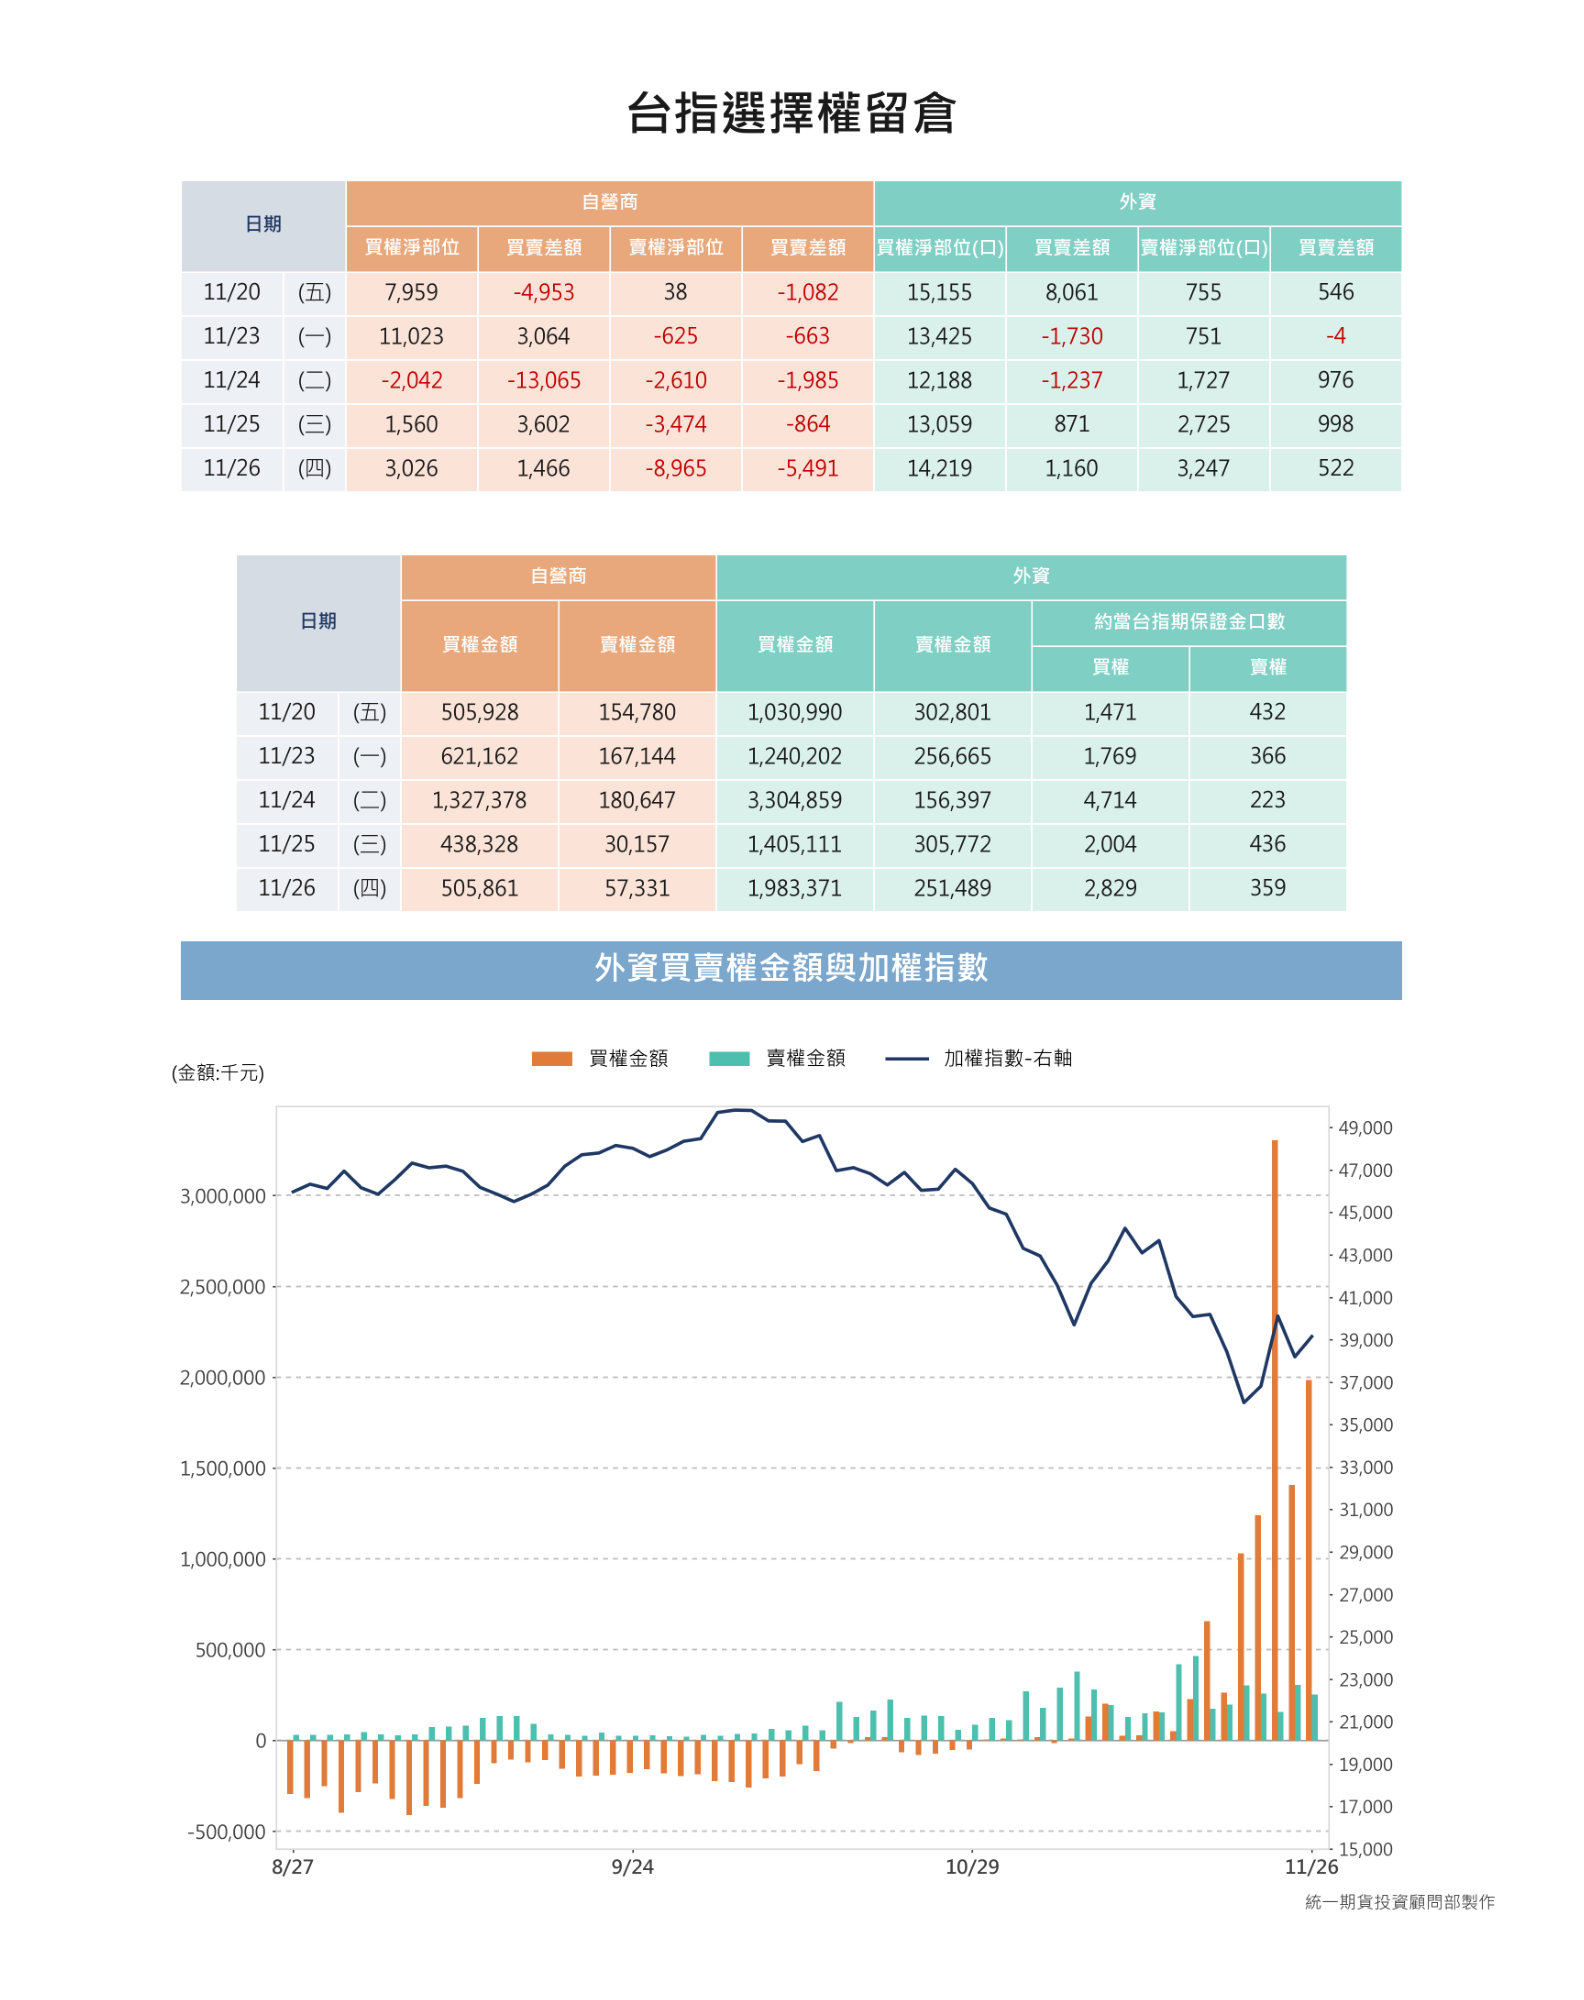 台指選擇權留倉
日期 自營商 外資
買權淨部位 買賣差額 賣權淨部位 買賣差額 買權淨部位(口) 買賣差額 賣權淨部位(口) 買賣差額
11/20 (五) 7,959 -4,953 38 -1,082 15,155 8,061 755 546
11/23 (一) 11,023 3,064 -625 -663 13,425 -1,730 751 -4
11/24 (二) -2,042 -13,065 -2,610 -1,985 12,188 -1,237 1,727 976
11/25 (三) 1,560 3,602 -3,474 -864 13,059 871 2,725 998
11/26 (四) 3,026 1,466 -8,965 -5,491 14,219 1,160 3,247 522
日期 自營商 外資
買權金額 賣權金額 買權金額 賣權金額 約當台指期保證金口數
買權 賣權
11/20 (五) 505,928 154,780 1,030,990 302,801 1,471 432
11/23 (一) 621,162 167,144 1,240,202 256,665 1,769 366
11/24 (二) 1,327,378 180,647 3,304,859 156,397 4,714 223
11/25 (三) 438,328 30,157 1,405,111 305,772 2,004 436
11/26 (四) 505,861 57,331 1,983,371 251,489 2,829 359
外資買賣權金額與加權指數
買權金額 賣權金額 加權指數-右軸
(金額:千元)
49,000
47,000
3,000,000
45,000
43,000
2,500,000
41,000
39,000
2,000,000
37,000
35,000
1,500,000
33,000
31,000
1,000,000
29,000
27,000
500,000
25,000
23,000
21,000
0
19,000
17,000
-500,000
15,000
8/27 9/24 10/29 11/26
統一期貨投資顧問部製作